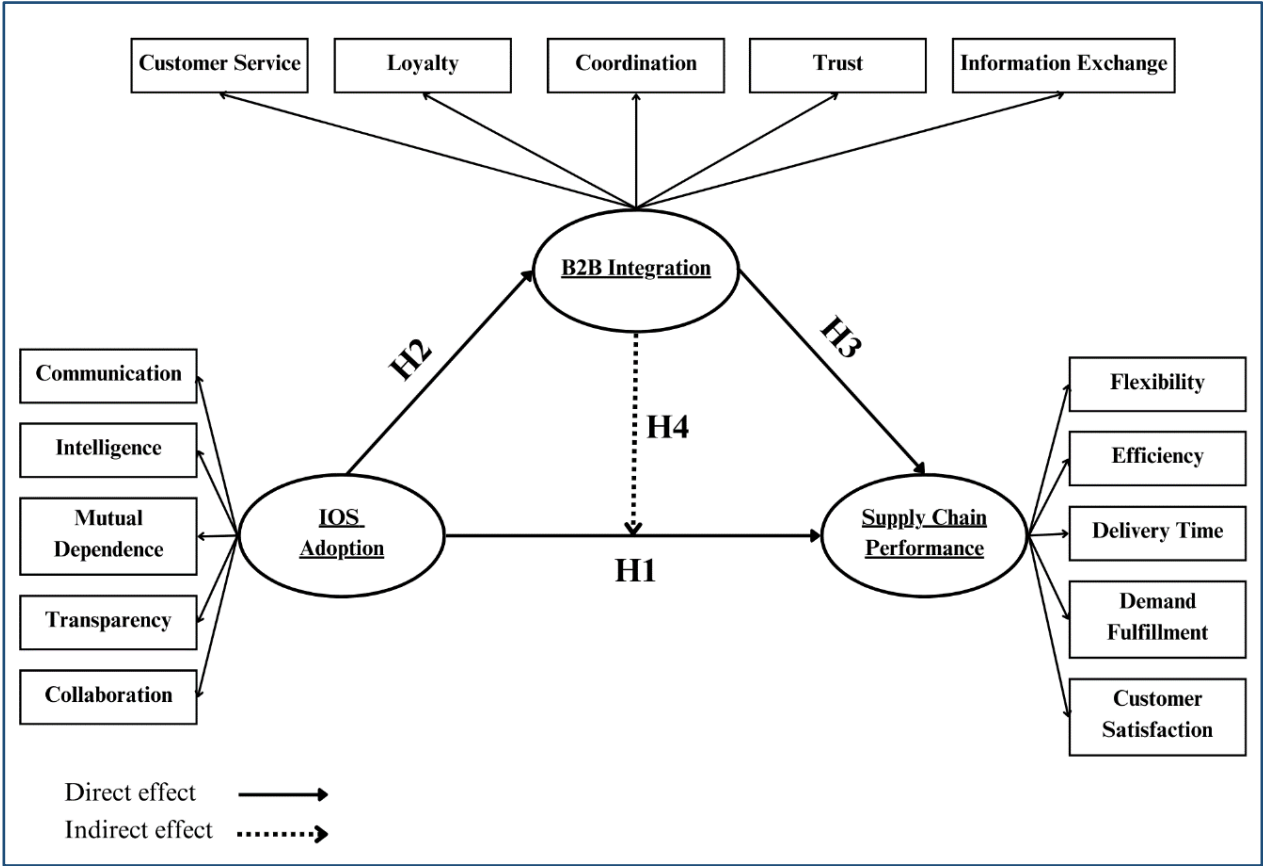 Customer Service
Loyalty
Coordination
Trust
Information Exchange
B2B Integration
H2
H3
H4
H1
Communication
Intelligence
Mutual
Dependence
Transparency
Collaboration
IOS
Adoption
Supply Chain
Performance
Flexibility
Efficiency
Delivery Time
Demand
Fulfillment
Customer
Satisfaction
Direct effect
Indirect effect